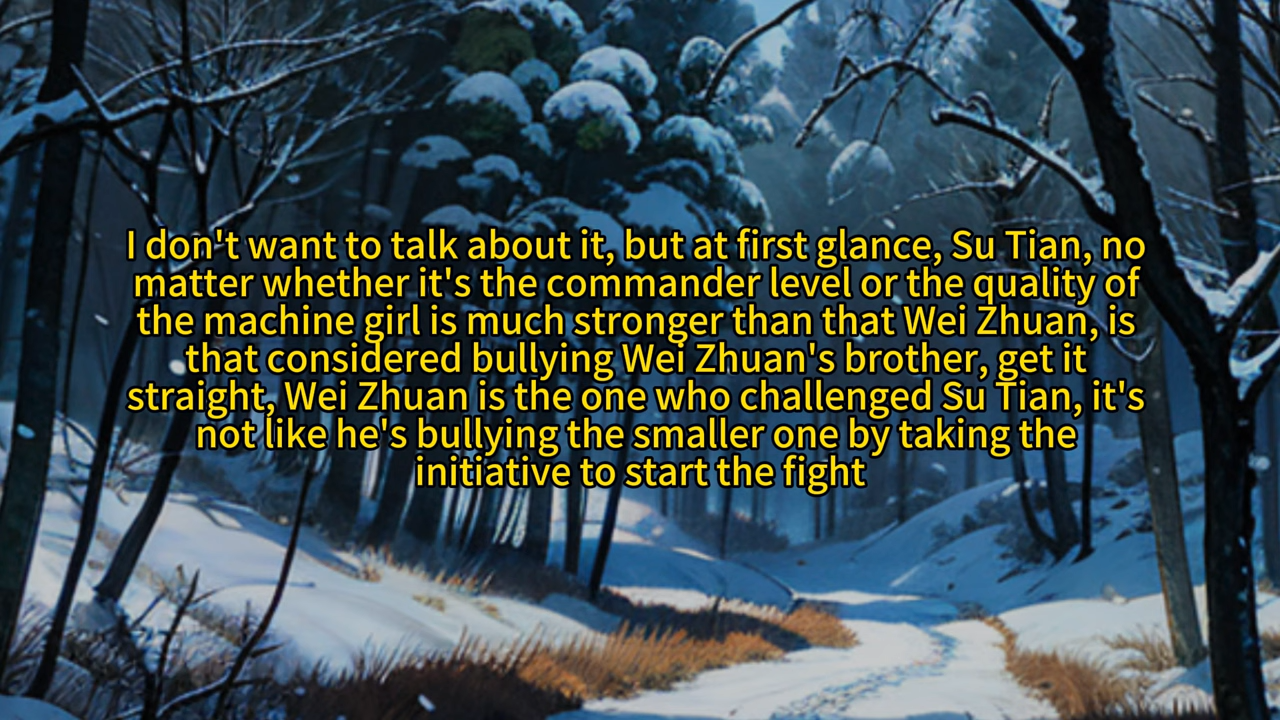 I don't want to talk about it, but at first glance, Su Tian, no
matter whether it's the commander level or the quality of
the machine girl is much stronger than that Wei Zhuan, is
that considered bullying Wei Zhuan's brother, get it
straight, Wei Zhuan is the one who challenged Su Tian, it's
not like he's bullying the smaller one by taking the
initiative to start the fight